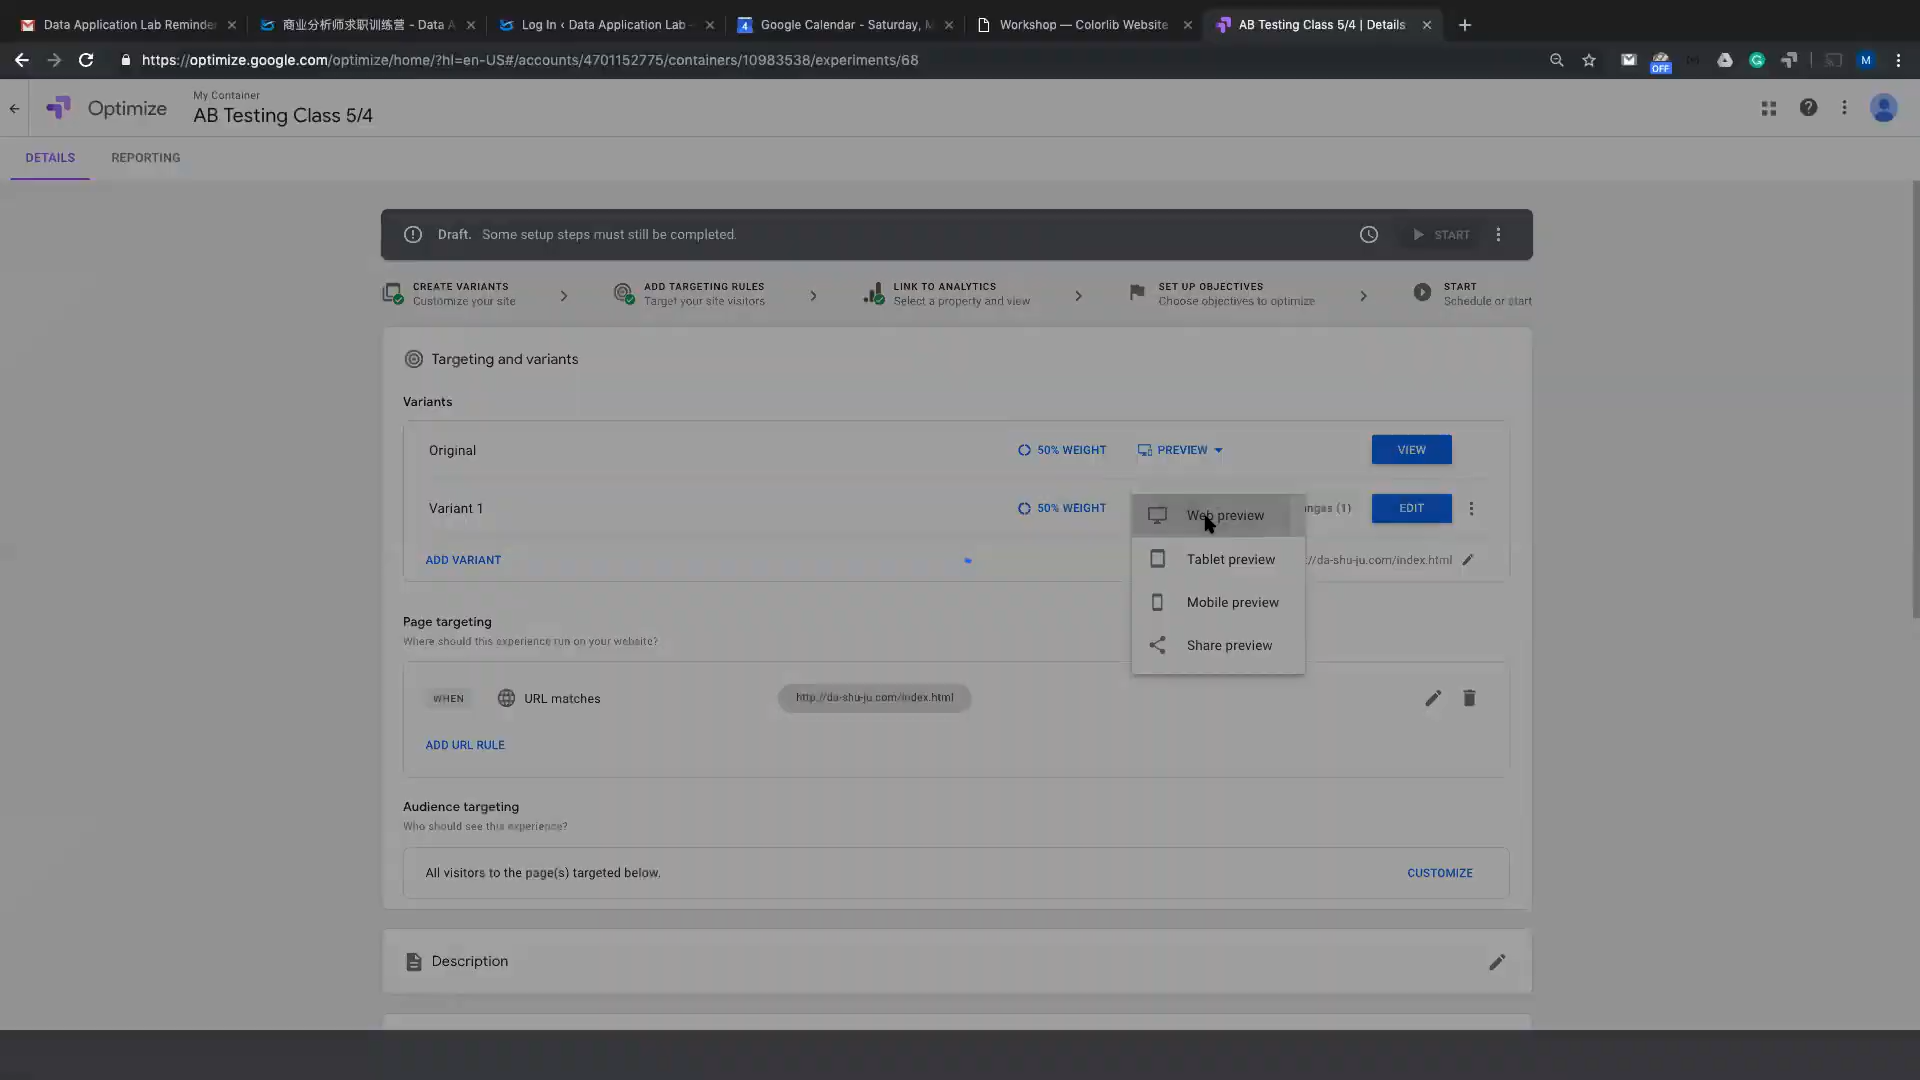 Data Application Lab Reminde
商业分析师求职训练营 - Data A
Log In ‹ Data Application Lab -
4
Google Calendar - Saturday, M
Workshop — Colorlib Website
AB Testing Class 5/4 | Details
https://optimize.google.com/optimize/home/?hl=en-US#/accounts/4701152775/containers/10983538/experiments/68
OFF
M
Optimize
My Container
AB Testing Class 5/4
DETAILS
REPORTING
Draft. Some setup steps must still be completed.
START
CREATE VARIANTS
Customize your site
ADD TARGETING RULES
Target your site visitors
LINK TO ANALYTICS
Select a property and view
SET UP OBJECTIVES
Choose objectives to optimize
START
Schedule or start
Targeting and variants
Variants
Original
50% WEIGHT
PREVIEW
VIEW
Variant 1
50% WEIGHT
Web preview
anges (1)
EDIT
ADD VARIANT
Tablet preview
://da-shu-ju.com/index.html
Mobile preview
Share preview
Page targeting
Where should this experience run on your website?
WHEN
URL matches
http://da-shu-ju.com/index.html
ADD URL RULE
Audience targeting
Who should see this experience?
All visitors to the page(s) targeted below.
CUSTOMIZE
Description